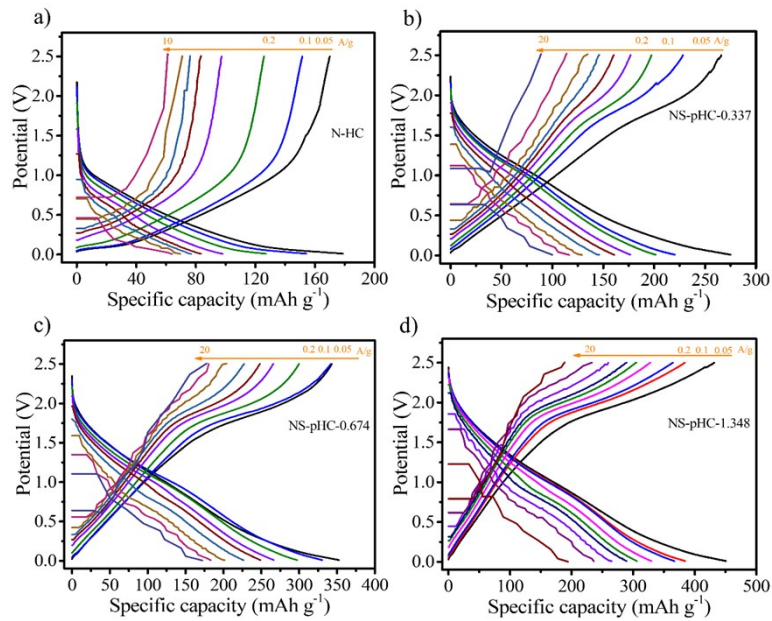 a)
10
0.2
0.1 0.05 A/g
N-HC
Potential (V)
2.5
2.0
1.5
1.0
0.5
0.0
0 40 80 120 160 200
Specific capacity (mAh g-1)
b)
20
0.2 0.1 0.05 A/g
NS-pHC-0.337
Potential (V)
2.5
2.0
1.5
1.0
0.5
0.0
0 50 100 150 200 250 300
Specific capacity (mAh g-1)
c)
20
0.2 0.1 0.05 A/g
NS-pHC-0.674
Potential (V)
2.5
2.0
1.5
1.0
0.5
0.0
0 50 100 150 200 250 300 350 400
Specific capacity (mAh g-1)
d)
20
0.2 0.1 0.05 A/g
NS-pHC-1.348
Potential (V)
2.5
2.0
1.5
1.0
0.5
0.0
0 100 200 300 400 500
Specific capacity (mAh g-1)